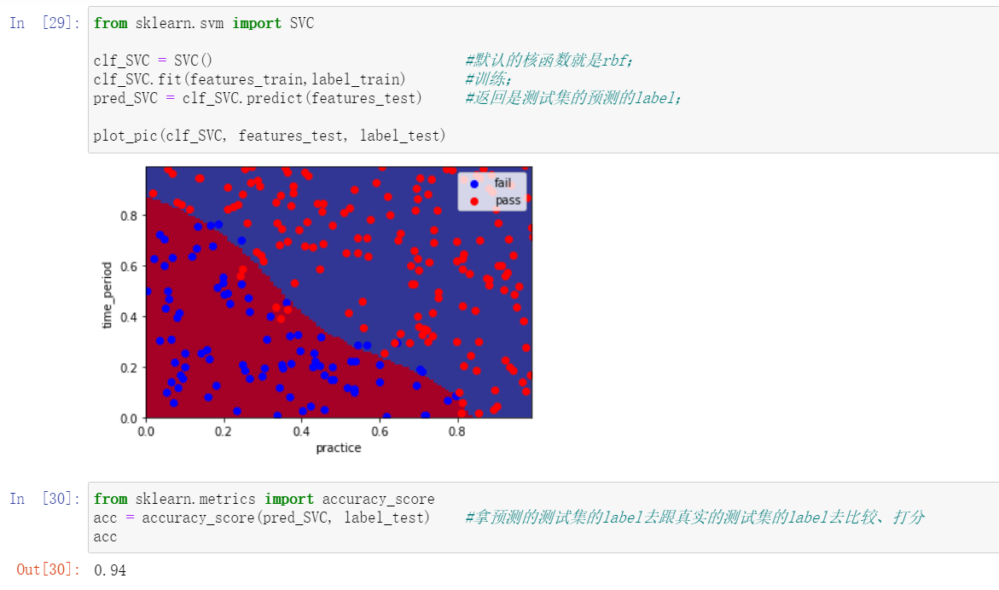 In [29]: from sklearn.svm import SVC
clf_SVC = SVC() #默认的核函数就是rbf；
clf_SVC.fit(features_train,label_train) #训练；
pred_SVC = clf_SVC.predict(features_test) #返回是测试集的预测的label；
plot_pic(clf_SVC, features_test, label_test)
fail
pass
0.8
0.6
0.4
0.2
0.0
time_period
0.0 0.2 0.4 0.6 0.8
practice
In [30]: from sklearn.metrics import accuracy_score
acc = accuracy_score(pred_SVC, label_test) #拿预测的测试集的label去跟真实的测试集的label去比较、打分
acc
Out[30]: 0.94